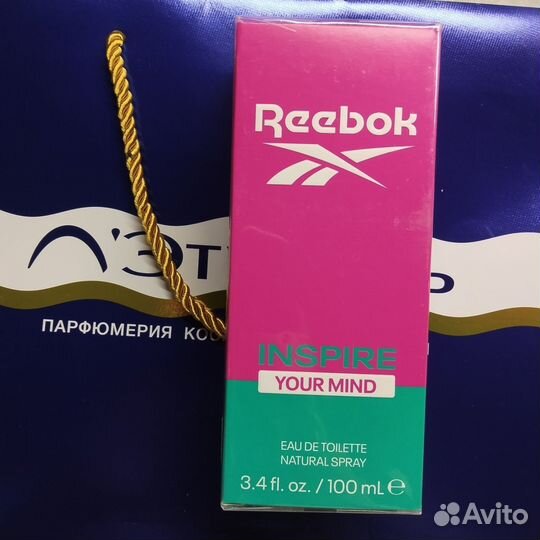 Reebok
INSPIRE
YOUR MIND
EAU DE TOILETTE
NATURAL SPRAY
3.4 fl. oz. / 100 mL ℮
ПАРФЮМЕРИЯ
Avito